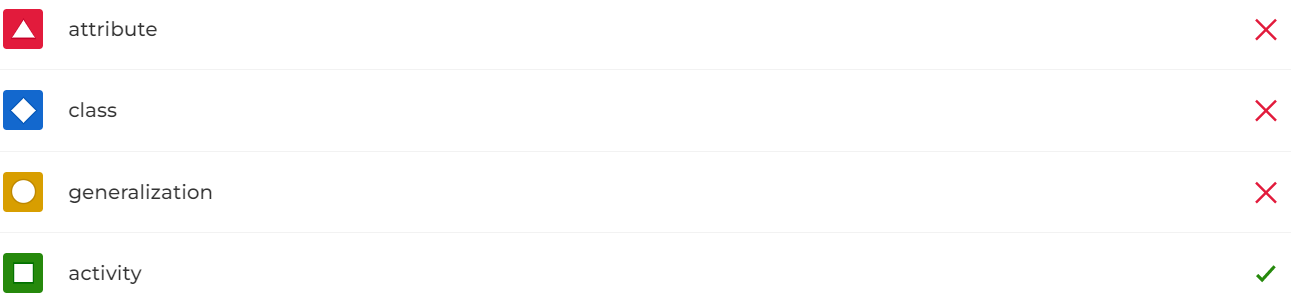 attribute
class
generalization
activity